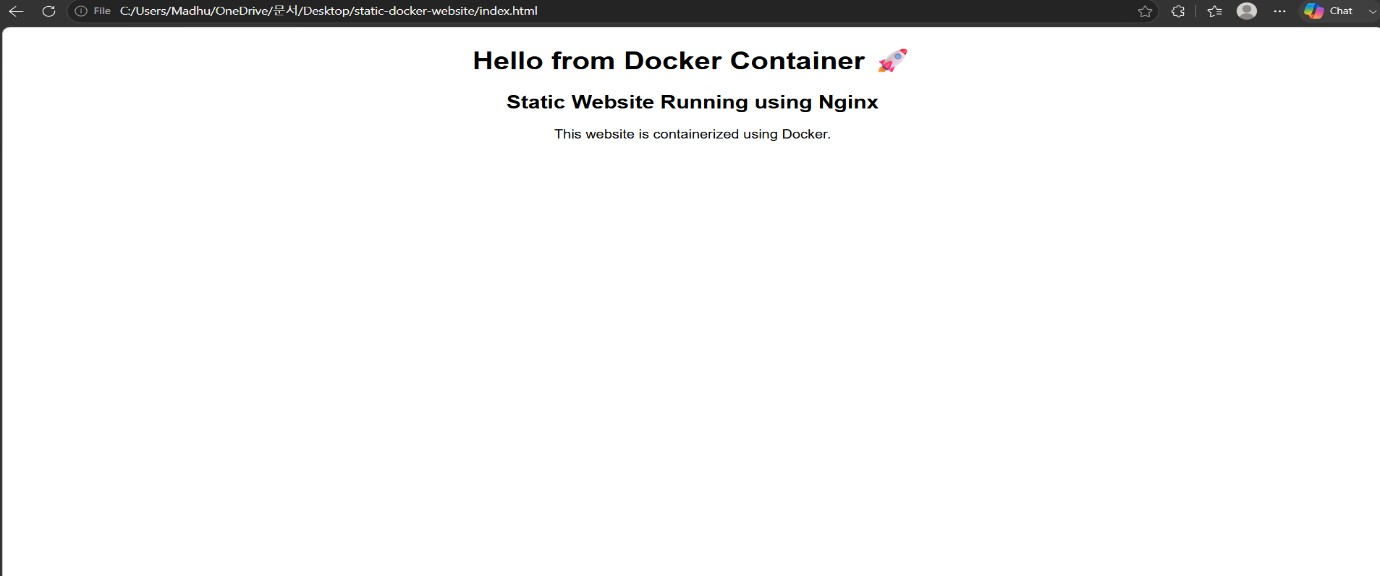 File C:/Users/Madhu/OneDrive/문서/Desktop/static-docker-website/index.html
Chat
Hello from Docker Container 🚀
Static Website Running using Nginx
This website is containerized using Docker.